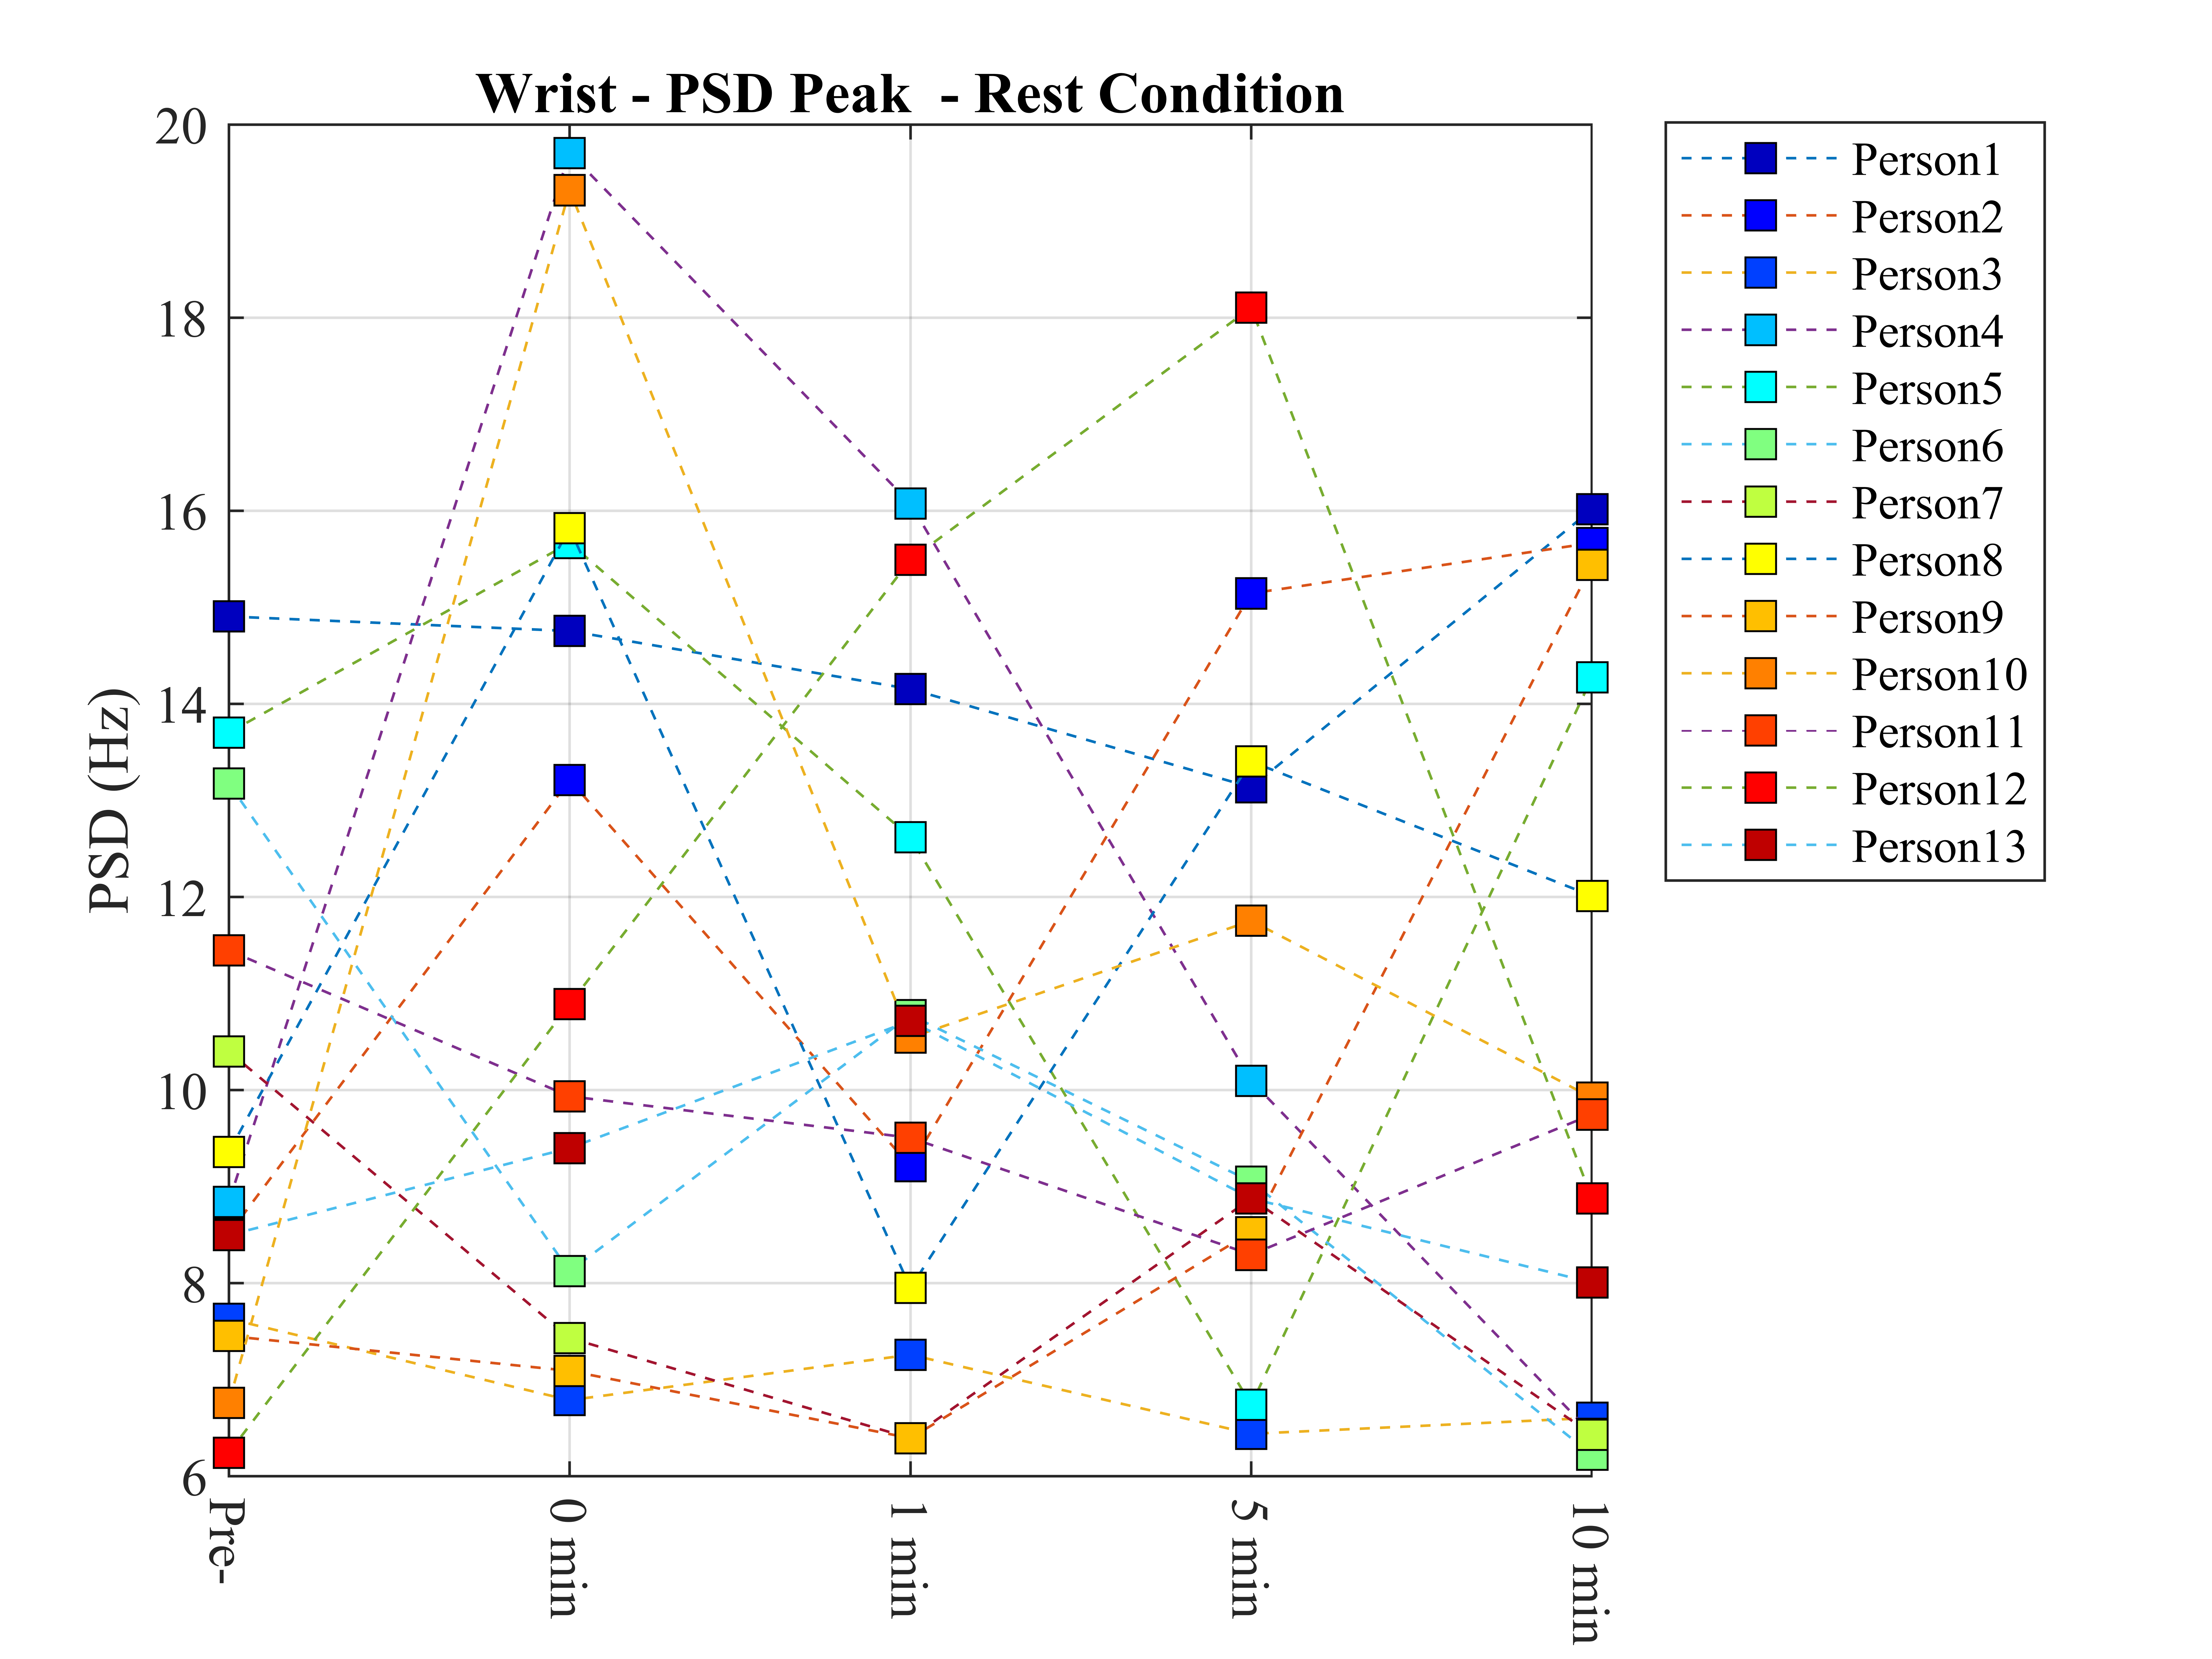 Wrist - PSD Peak - Rest Condition
PSD (Hz)
20
18
16
14
12
10
8
6
Pre-
0 min
1 min
5 min
10 min
Person1
Person2
Person3
Person4
Person5
Person6
Person7
Person8
Person9
Person10
Person11
Person12
Person13